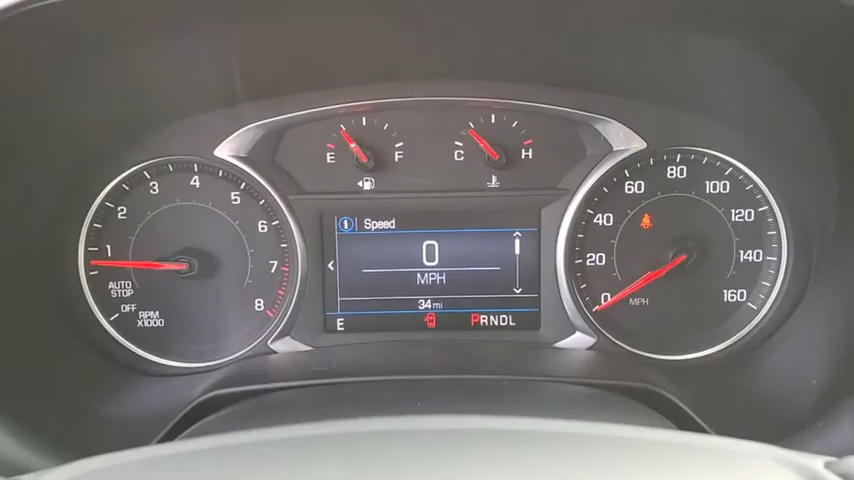 E F
C H
1 2 3 4 5 6 7 8
AUTO
STOP
OFF
RPM
X1000
Speed
0
MPH
34 mi
E PRNDL
0 20 40 60 80 100 120 140 160
MPH